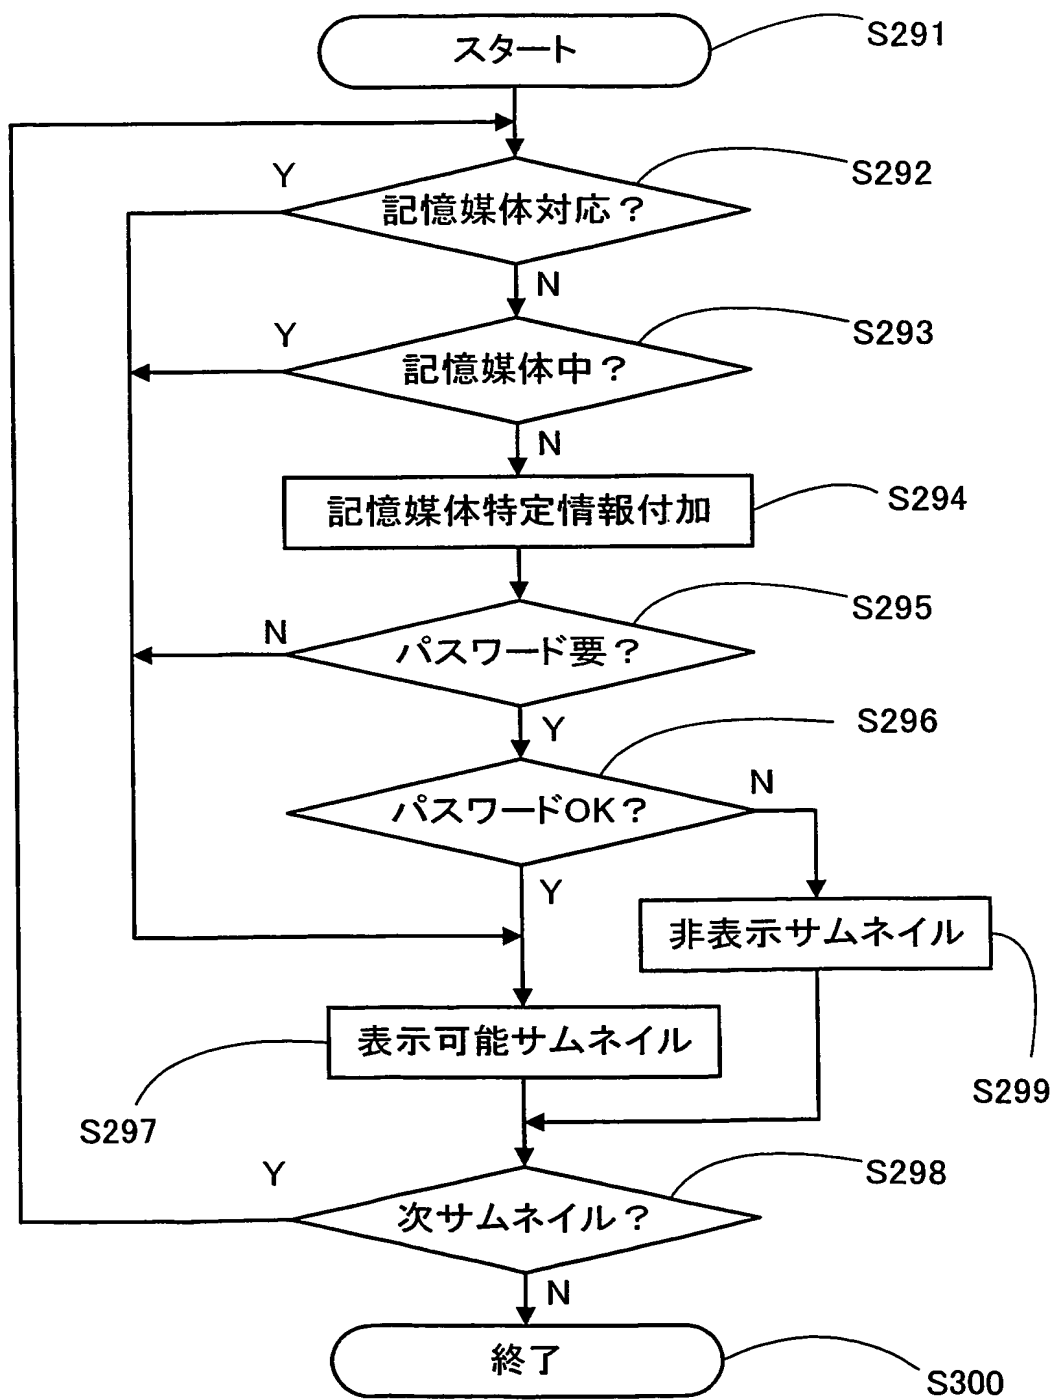 スタート
S291
Y
記憶媒体対応?
S292
N
Y
記憶媒体中?
S293
N
記憶媒体特定情報付加
S294
N
パスワード要?
S295
Y
S296
パスワードOK?
N
Y
非表示サムネイル
S299
表示可能サムネイル
S297
Y
次サムネイル?
S298
N
終了
S300